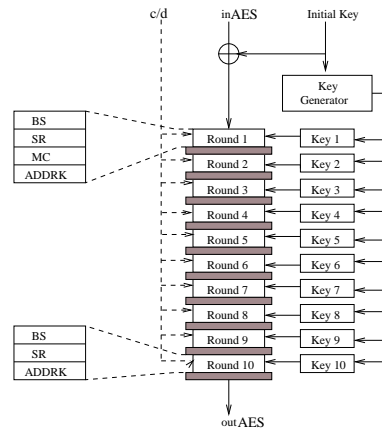 c/d
inAES
Initial Key
Key
Generator
BS
SR
MC
ADDRK
Round 1
Key 1
Round 2
Key 2
Round 3
Key 3
Round 4
Key 4
Round 5
Key 5
Round 6
Key 6
Round 7
Key 7
Round 8
Key 8
Round 9
Key 9
Round 10
Key 10
BS
SR
ADDRK
outAES